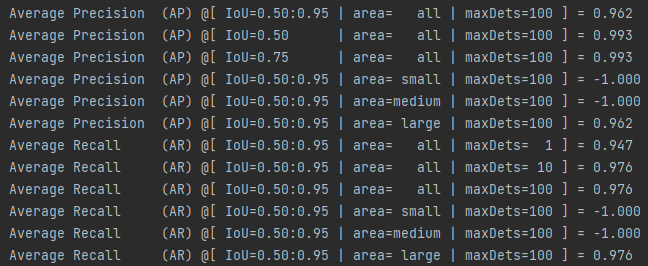 Average Precision  (AP) @[ IoU=0.50:0.95 | area=   all | maxDets=100 ] = 0.962
Average Precision  (AP) @[ IoU=0.50      | area=   all | maxDets=100 ] = 0.993
Average Precision  (AP) @[ IoU=0.75      | area=   all | maxDets=100 ] = 0.993
Average Precision  (AP) @[ IoU=0.50:0.95 | area= small | maxDets=100 ] = -1.000
Average Precision  (AP) @[ IoU=0.50:0.95 | area=medium | maxDets=100 ] = -1.000
Average Precision  (AP) @[ IoU=0.50:0.95 | area= large | maxDets=100 ] = 0.962
Average Recall     (AR) @[ IoU=0.50:0.95 | area=   all | maxDets=  1 ] = 0.947
Average Recall     (AR) @[ IoU=0.50:0.95 | area=   all | maxDets= 10 ] = 0.976
Average Recall     (AR) @[ IoU=0.50:0.95 | area=   all | maxDets=100 ] = 0.976
Average Recall     (AR) @[ IoU=0.50:0.95 | area= small | maxDets=100 ] = -1.000
Average Recall     (AR) @[ IoU=0.50:0.95 | area=medium | maxDets=100 ] = -1.000
Average Recall     (AR) @[ IoU=0.50:0.95 | area= large | maxDets=100 ] = 0.976